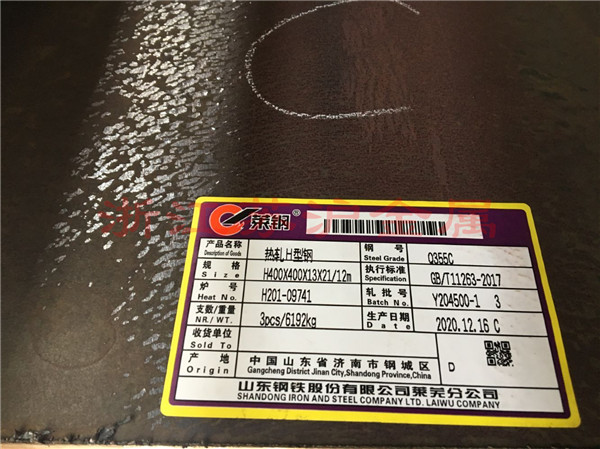 莱钢®
产品名称 热轧H型钢 钢号 Q355C
Description of Goods Steel Grade
规格 H400X400X13X21/12m 执行标准 GB/T11263-2017
Size Specification
炉号 H201-09741 轧批号 Y204500-1 3
Heat No. Batch No.
支数/重量 3pcs/6192kg 生产日期 2020.12.16 C
NR./WT. Date
收货单位
Sold To D
产地 中国山东省济南市钢城区
Origin Gangcheng District Jinan City,Shandong Province,China
山东钢铁股份有限公司莱芜分公司
SHANDONG IRON AND STEEL COMPANY LTD. LAIWU COMPANY